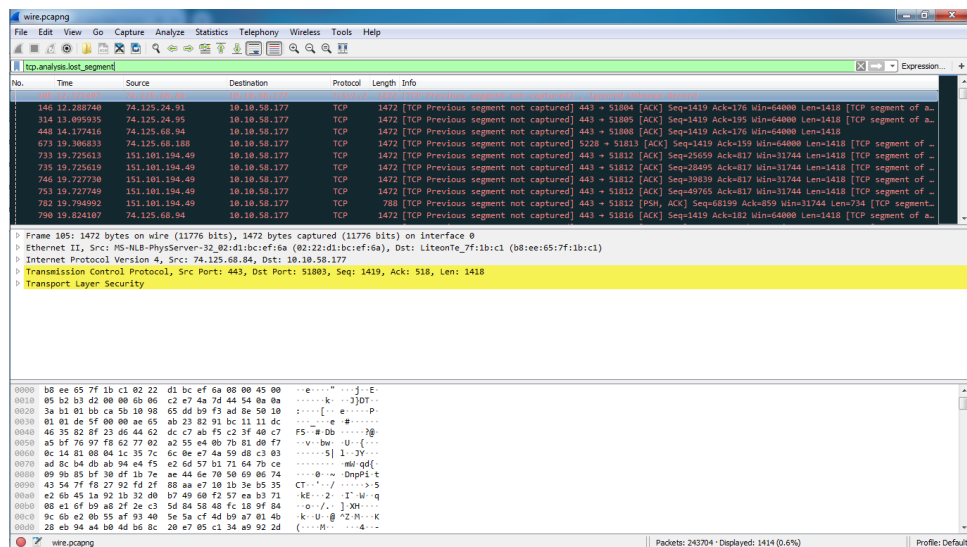 wire.pcapng
File Edit View Go Capture Analyze Statistics Telephony Wireless Tools Help
tcp.analysis.lost_segment Expression... +
No. Time Source Destination Protocol Length Info
146 12.288740 74.125.24.91 10.10.58.177 TCP 1472 [TCP Previous segment not captured] 443 → 51804 [ACK] Seq=1419 Ack=176 Win=64000 Len=1418 [TCP segment of a…
314 13.095935 74.125.24.95 10.10.58.177 TCP 1472 [TCP Previous segment not captured] 443 → 51805 [ACK] Seq=1419 Ack=195 Win=64000 Len=1418 [TCP segment of a…
448 14.177416 74.125.68.94 10.10.58.177 TCP 1472 [TCP Previous segment not captured] 443 → 51808 [ACK] Seq=1419 Ack=176 Win=64000 Len=1418
673 19.306833 74.125.68.188 10.10.58.177 TCP 1472 [TCP Previous segment not captured] 5228 → 51813 [ACK] Seq=1419 Ack=159 Win=64000 Len=1418 [TCP segment of …
733 19.725613 151.101.194.49 10.10.58.177 TCP 1472 [TCP Previous segment not captured] 443 → 51812 [ACK] Seq=25659 Ack=817 Win=31744 Len=1418 [TCP segment of …
735 19.725619 151.101.194.49 10.10.58.177 TCP 1472 [TCP Previous segment not captured] 443 → 51812 [ACK] Seq=28495 Ack=817 Win=31744 Len=1418 [TCP segment of …
746 19.727730 151.101.194.49 10.10.58.177 TCP 1472 [TCP Previous segment not captured] 443 → 51812 [ACK] Seq=39839 Ack=817 Win=31744 Len=1418 [TCP segment of …
753 19.727749 151.101.194.49 10.10.58.177 TCP 1472 [TCP Previous segment not captured] 443 → 51812 [ACK] Seq=49765 Ack=817 Win=31744 Len=1418 [TCP segment of …
782 19.794992 151.101.194.49 10.10.58.177 TCP 788 [TCP Previous segment not captured] 443 → 51812 [PSH, ACK] Seq=68199 Ack=859 Win=31744 Len=734 [TCP segment…
790 19.824107 74.125.68.94 10.10.58.177 TCP 1472 [TCP Previous segment not captured] 443 → 51816 [ACK] Seq=1419 Ack=182 Win=64000 Len=1418 [TCP segment of a…
Frame 105: 1472 bytes on wire (11776 bits), 1472 bytes captured (11776 bits) on interface 0
Ethernet II, Src: MS-NLB-PhysServer-32_02:d1:bc:ef:6a (02:22:d1:bc:ef:6a), Dst: LiteonTe_7f:1b:c1 (b8:ee:65:7f:1b:c1)
Internet Protocol Version 4, Src: 74.125.68.84, Dst: 10.10.58.177
Transmission Control Protocol, Src Port: 443, Dst Port: 51803, Seq: 1419, Ack: 518, Len: 1418
Transport Layer Security
0000 b8 ee 65 7f 1b c1 02 22 d1 bc ef 6a 08 00 45 00 ··e····" ···j··E·
0010 05 b2 b3 d2 00 00 6b 06 c2 e7 4a 7d 44 54 0a 0a ······k· ··J}DT··
0020 3a b1 01 bb ca 5b 10 98 65 dd b9 f3 ad 8e 50 10 :····[·· e·····P·
0030 01 01 de 5f 00 00 ae 65 ab 23 82 91 bc 11 11 dc ···_···e ·#······
0040 46 35 82 8f 23 d6 44 62 dc c7 ab f5 c2 3f 40 c7 F5··#·Db ·····?@·
0050 a5 bf 76 97 f8 62 77 02 a2 55 e4 0b 7b 81 d0 f7 ··v··bw· ·U··{···
0060 0c 14 81 08 04 1c 35 7c 6c 0e e7 4a 59 d8 c3 03 ······5| l··JY···
0070 ad 8c b4 db ab 94 e4 f5 e2 6d 57 b1 71 64 7b ce ········ ·mW·qd{·
0080 09 9b 85 bf 30 df 1b 7e ae 44 6e 70 50 69 06 74 ····0··~ ·DnpPi·t
0090 43 54 7f f8 27 92 fd 2f 88 aa e7 10 1b 3e b5 35 CT··'··/ ·····>·5
00a0 e2 6b 45 1a 92 1b 32 d0 b7 49 60 f2 57 ea b3 71 ·kE···2· ·I`·W··q
00b0 08 e1 6f b9 a8 2f 2e c3 5d 84 58 48 fc 18 9f 84 ··o··/.· ]·XH····
00c0 9c 6b e2 0b 55 af 93 40 5e 5a cf 4d b9 a7 01 4b ·k··U··@ ^Z·M···K
00d0 28 eb 94 a4 b0 4d b6 8c 20 e7 05 c1 34 a9 92 2d (····M·· ···4··-
wire.pcapng Packets: 243704 · Displayed: 1414 (0.6%) Profile: Default